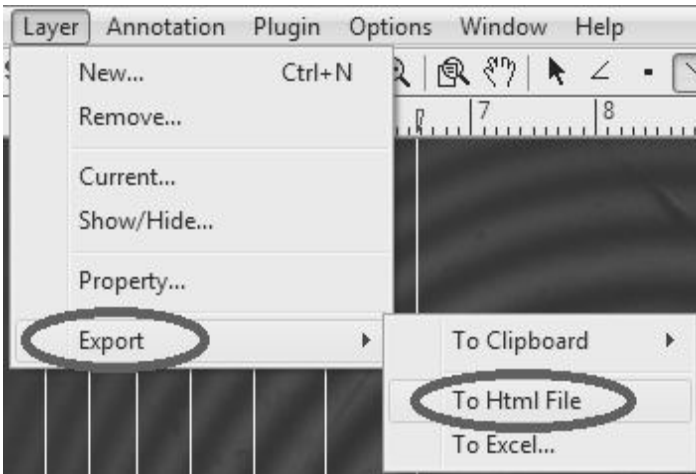 Layer Annotation Plugin Options Window Help
New... Ctrl+N
7 8
Remove...
Current...
Show/Hide...
Property...
Export
To Clipboard
To Html File
To Excel...